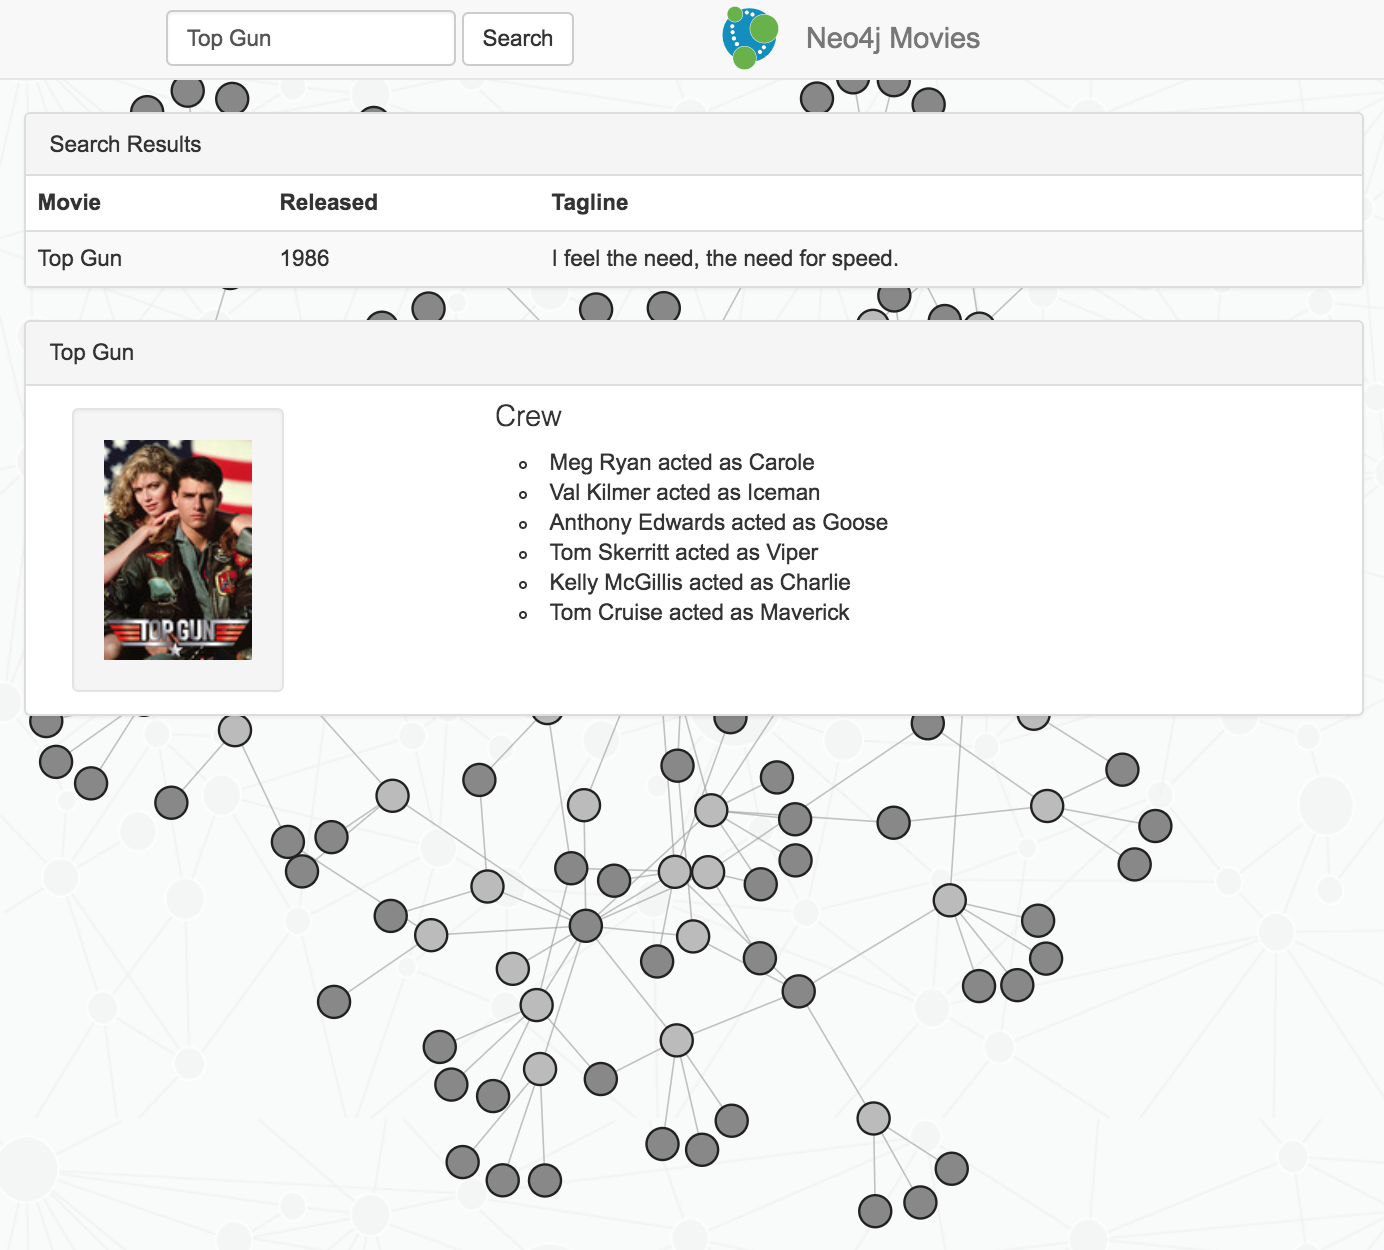 Top Gun
Search
Neo4j Movies
Search Results
Movie Released Tagline
Top Gun 1986 I feel the need, the need for speed.
Top Gun
Crew
Meg Ryan acted as Carole
Val Kilmer acted as Iceman
Anthony Edwards acted as Goose
Tom Skerritt acted as Viper
Kelly McGillis acted as Charlie
Tom Cruise acted as Maverick
TOP GUN